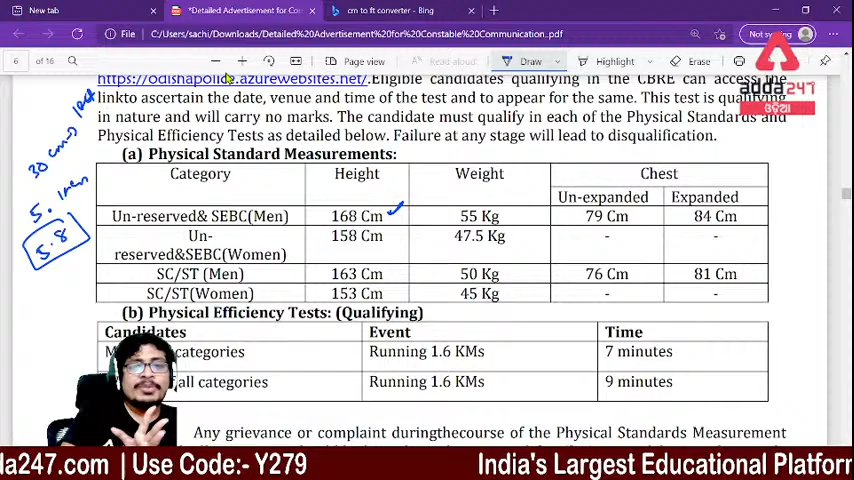 New tab
*Detailed Advertisement for Con
cm to ft converter - Bing
File
C:/Users/sachi/Downloads/Detailed%20Advertisement%20for%20Constable%20Communication.pdf
Not syncing
6 of 16
Page view
Read aloud
Draw
Highlight
Erase
adda247
ଓଡ଼ିଆ
https://odishapolice.azurewebsites.net/.Eligible candidates qualifying in the CBRE can access the
linkto ascertain the date, venue and time of the test and to appear for the same. This test is qualifying
in nature and will carry no marks. The candidate must qualify in each of the Physical Standards and
Physical Efficiency Tests as detailed below. Failure at any stage will lead to disqualification.
30 cms
5.
5.8
(a) Physical Standard Measurements:
Category Height Weight Chest
Un-expanded Expanded
Un-reserved& SEBC(Men) 168 Cm 55 Kg 79 Cm 84 Cm
Un- 158 Cm 47.5 Kg - -
reserved&SEBC(Women)
SC/ST (Men) 163 Cm 50 Kg 76 Cm 81 Cm
SC/ST(Women) 153 Cm 45 Kg - -
(b) Physical Efficiency Tests: (Qualifying)
Candidates Event Time
categories Running 1.6 KMs 7 minutes
all categories Running 1.6 KMs 9 minutes
Any grievance or complaint duringthecourse of the Physical Standards Measurement
da247.com | Use Code:- Y279 India's Largest Educational Platfor